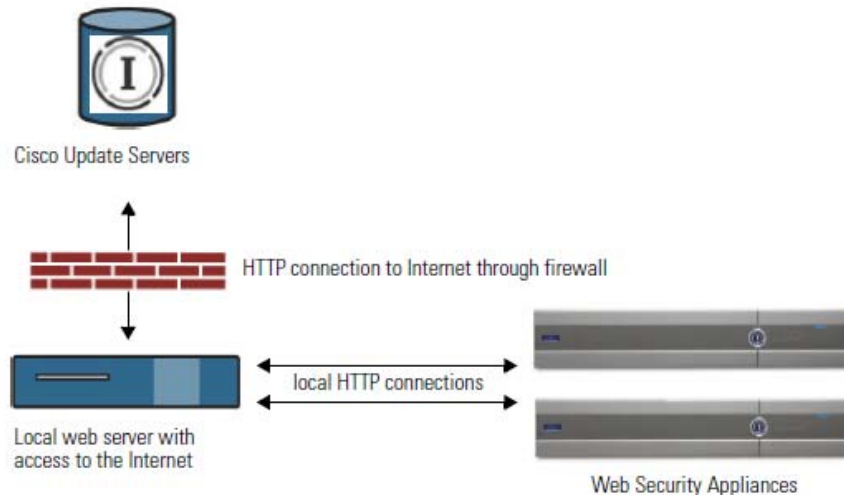 I
Cisco Update Servers
HTTP connection to Internet through firewall
local HTTP connections
Local web server with
access to the Internet
I
I
Web Security Appliances